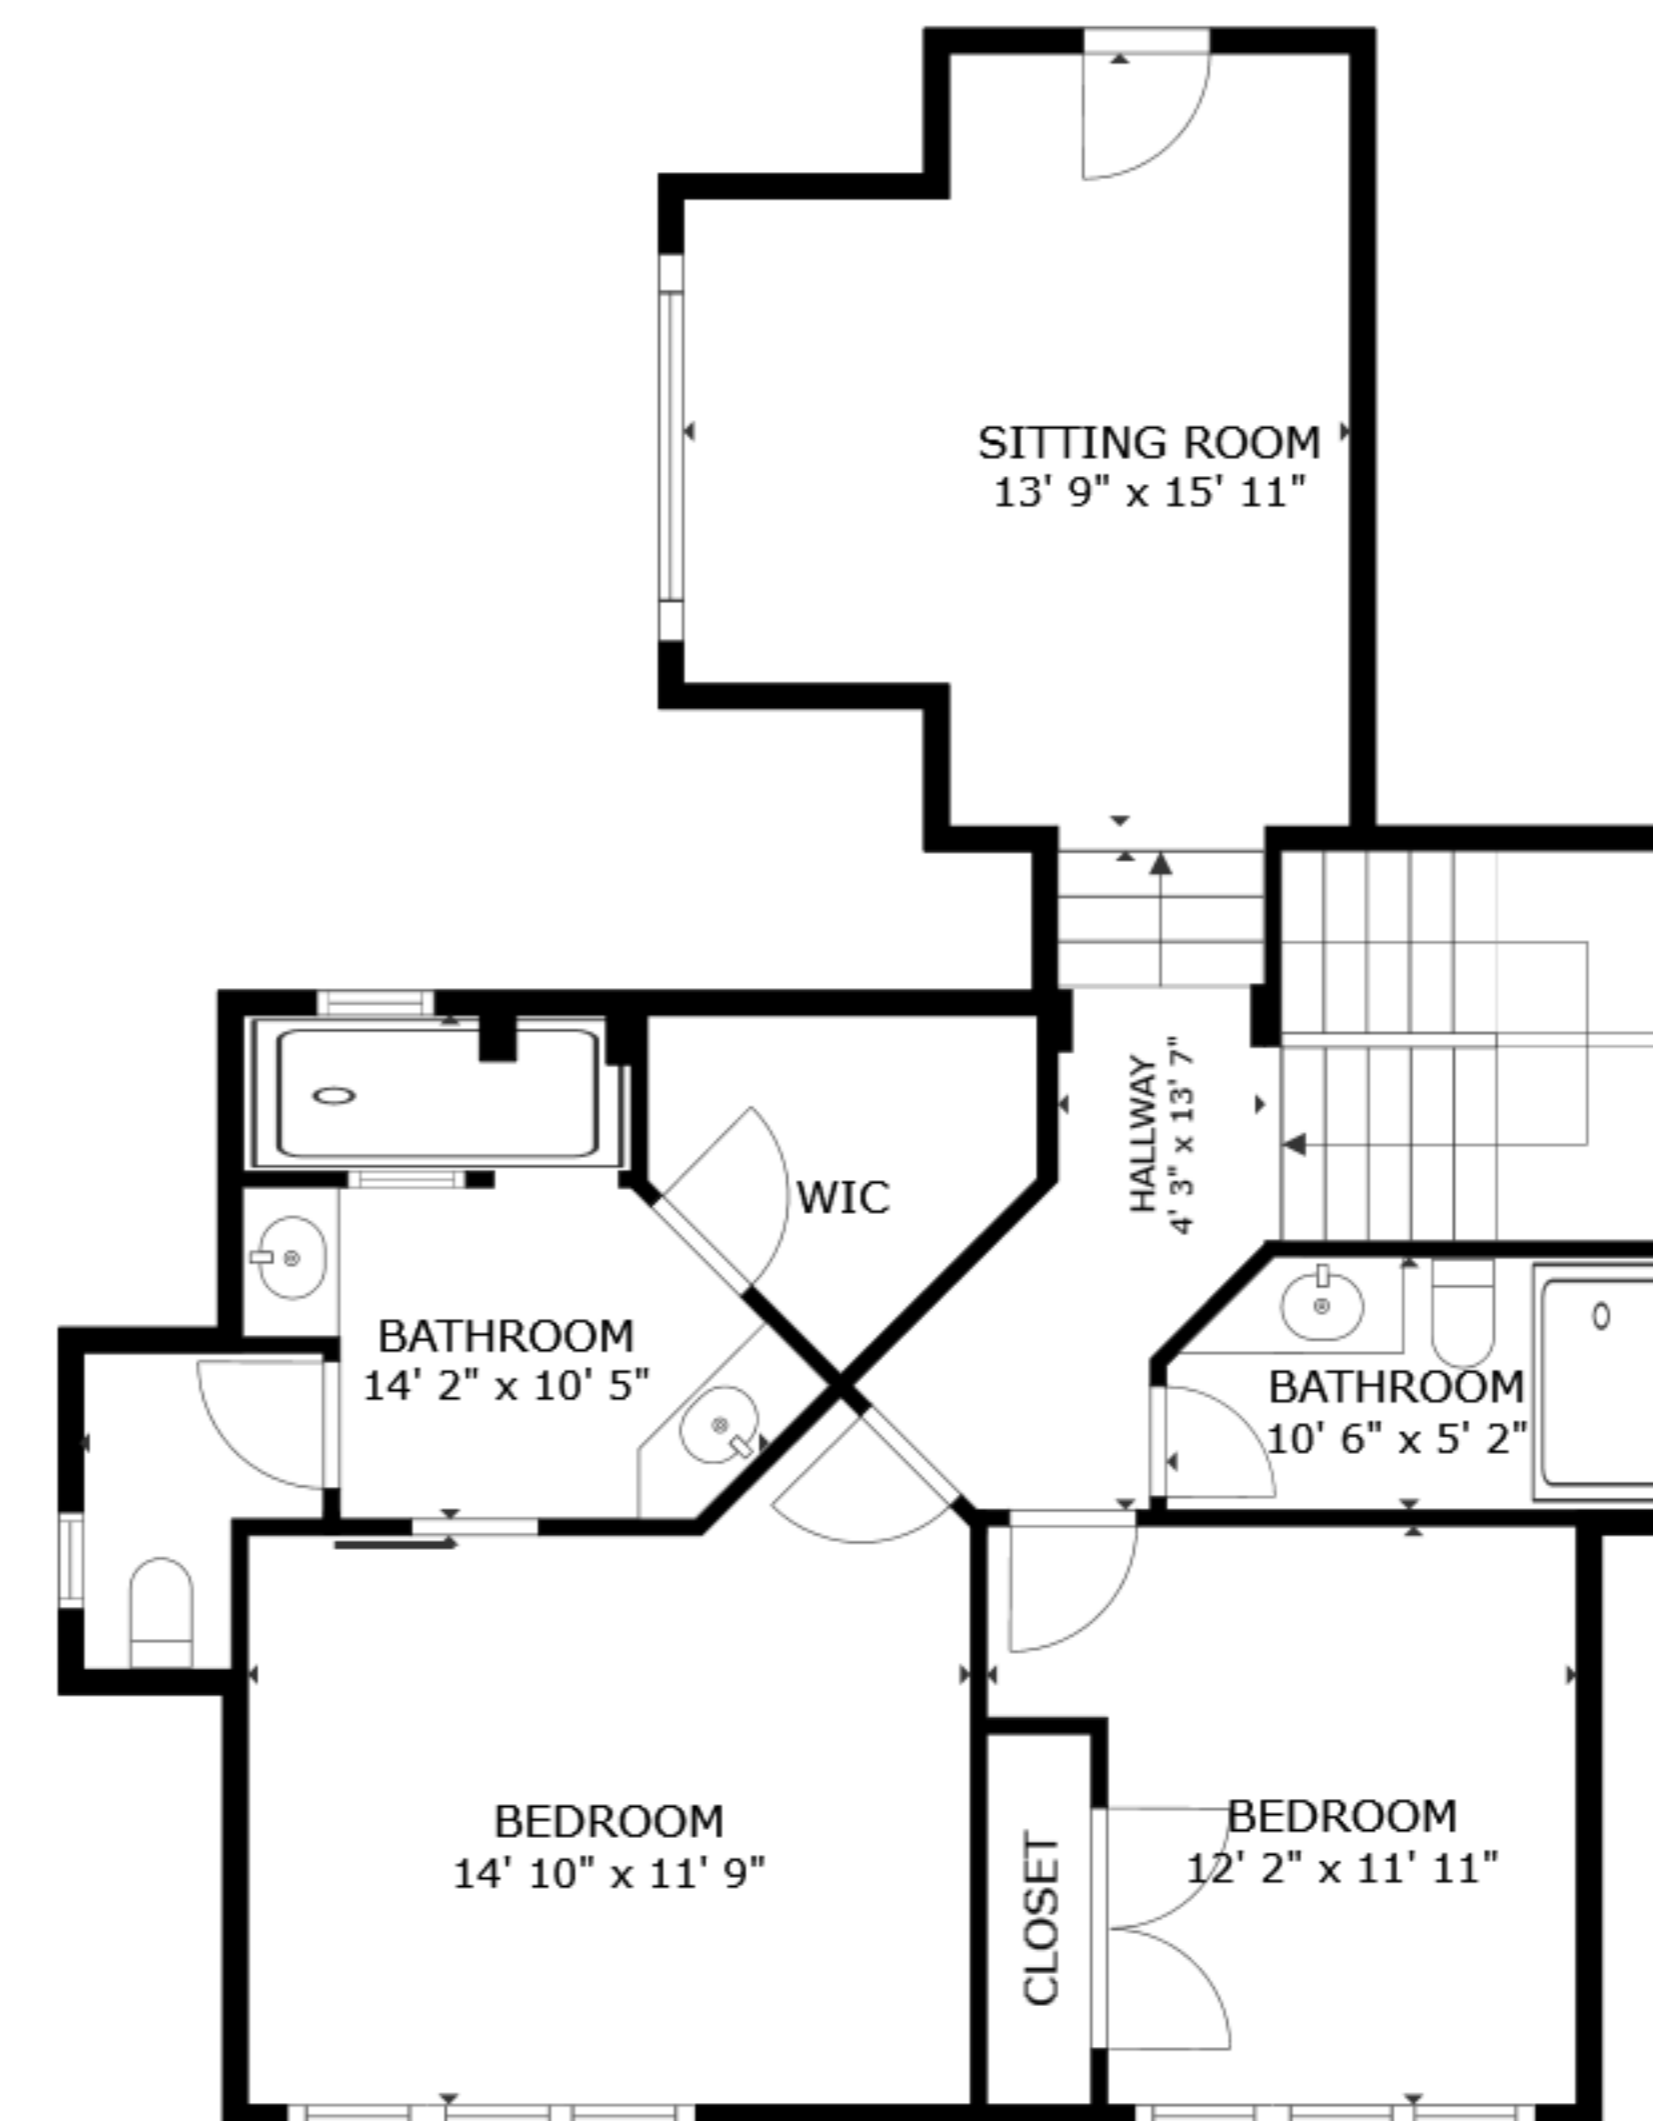 SITTING ROOM
13' 9" x 15' 11"
HALLWAY
4' 3" x 13' 7"
WIC
BATHROOM
14' 2" x 10' 5"
BATHROOM
10' 6" x 5' 2"
BEDROOM
14' 10" x 11' 9"
BEDROOM
12' 2" x 11' 11"
CLOSET